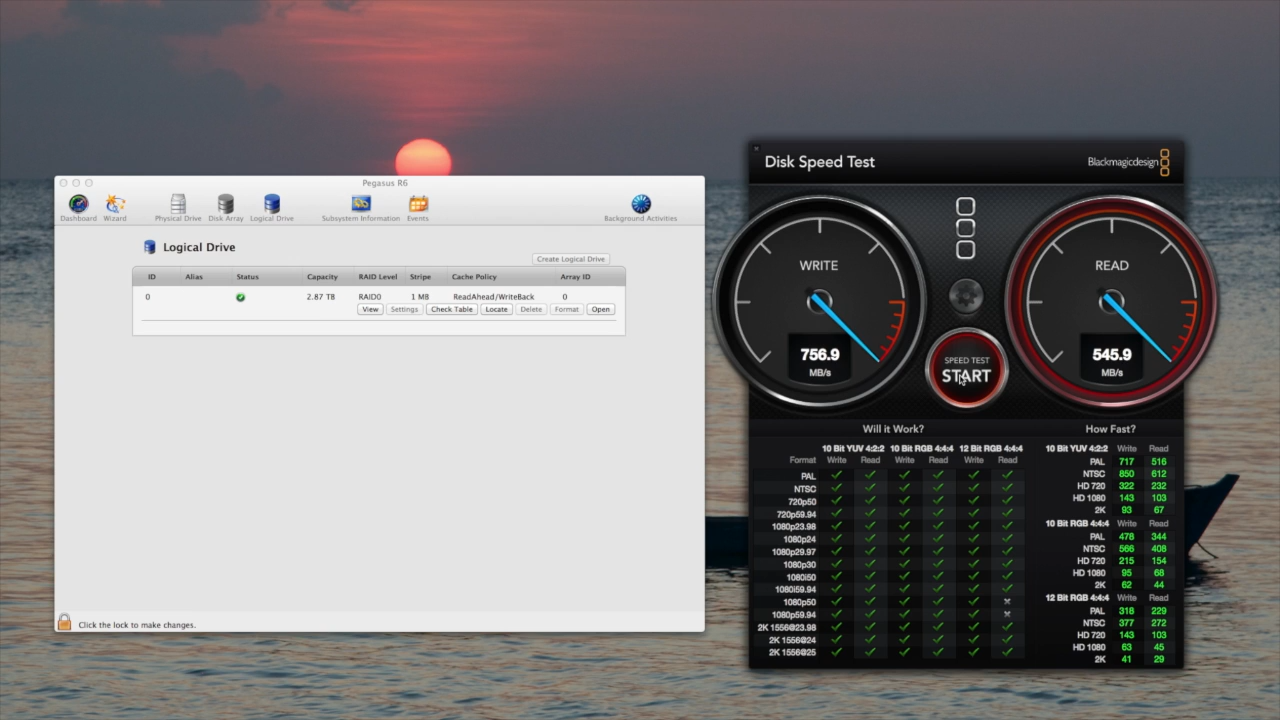 Pegasus R6
Dashboard Wizard Physical Drive Disk Array Logical Drive Subsystem Information Events Background Activities
Logical Drive
Create Logical Drive
ID Alias Status Capacity RAID Level Stripe Cache Policy Array ID
0 2.87 TB RAID0 1 MB ReadAhead/WriteBack 0
View Settings Check Table Locate Delete Format Open
Click the lock to make changes.
Disk Speed Test
Blackmagicdesign
WRITE
756.9
MB/s
READ
545.9
MB/s
SPEED TEST
START
Will it Work?
10 Bit YUV 4:2:2 10 Bit RGB 4:4:4 12 Bit RGB 4:4:4
Format Write Read Write Read Write Read
PAL
NTSC
720p50
720p59.94
1080p23.98
1080p24
1080p29.97
1080p30
1080i50
1080i59.94
1080p50
1080p59.94
2K 1556@23.98
2K 1556@24
2K 1556@25
How Fast?
10 Bit YUV 4:2:2 Write Read
PAL 717 516
NTSC 850 612
HD 720 322 232
HD 1080 143 103
2K 93 67
10 Bit RGB 4:4:4 Write Read
PAL 478 344
NTSC 566 408
HD 720 215 154
HD 1080 95 68
2K 62 44
12 Bit RGB 4:4:4 Write Read
PAL 318 229
NTSC 377 272
HD 720 143 103
HD 1080 63 45
2K 41 29